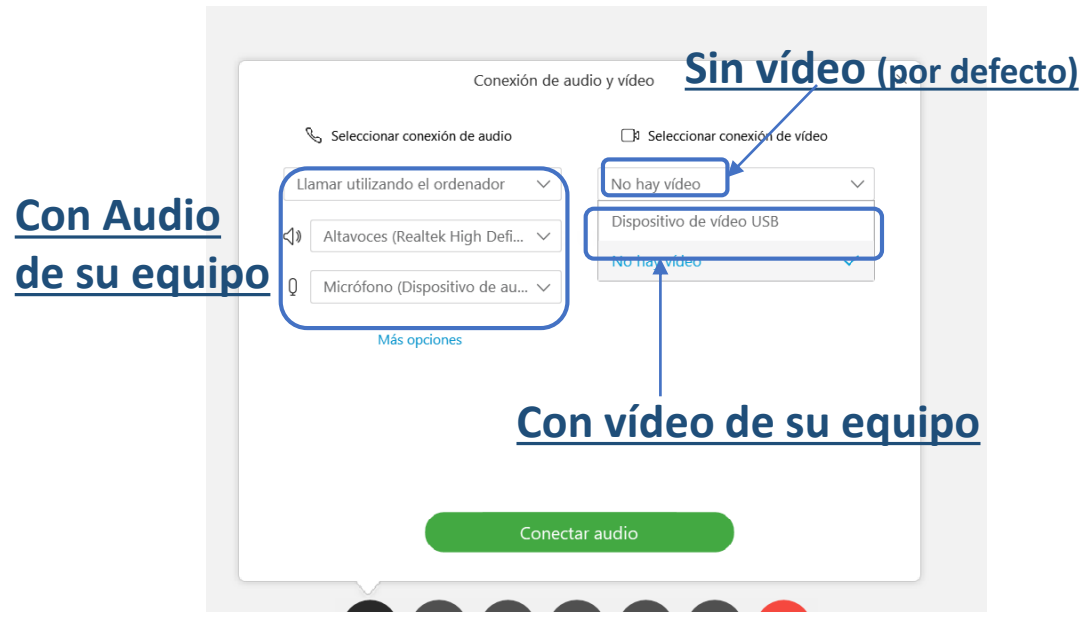 Sin vídeo (por defecto)
Conexión de audio y vídeo
Seleccionar conexión de audio
Seleccionar conexión de vídeo
Llamar utilizando el ordenador
No hay vídeo
Con Audio
de su equipo
Altavoces (Realtek High Defi...
Dispositivo de vídeo USB
No hay vídeo
Micrófono (Dispositivo de au...
Más opciones
Con vídeo de su equipo
Conectar audio